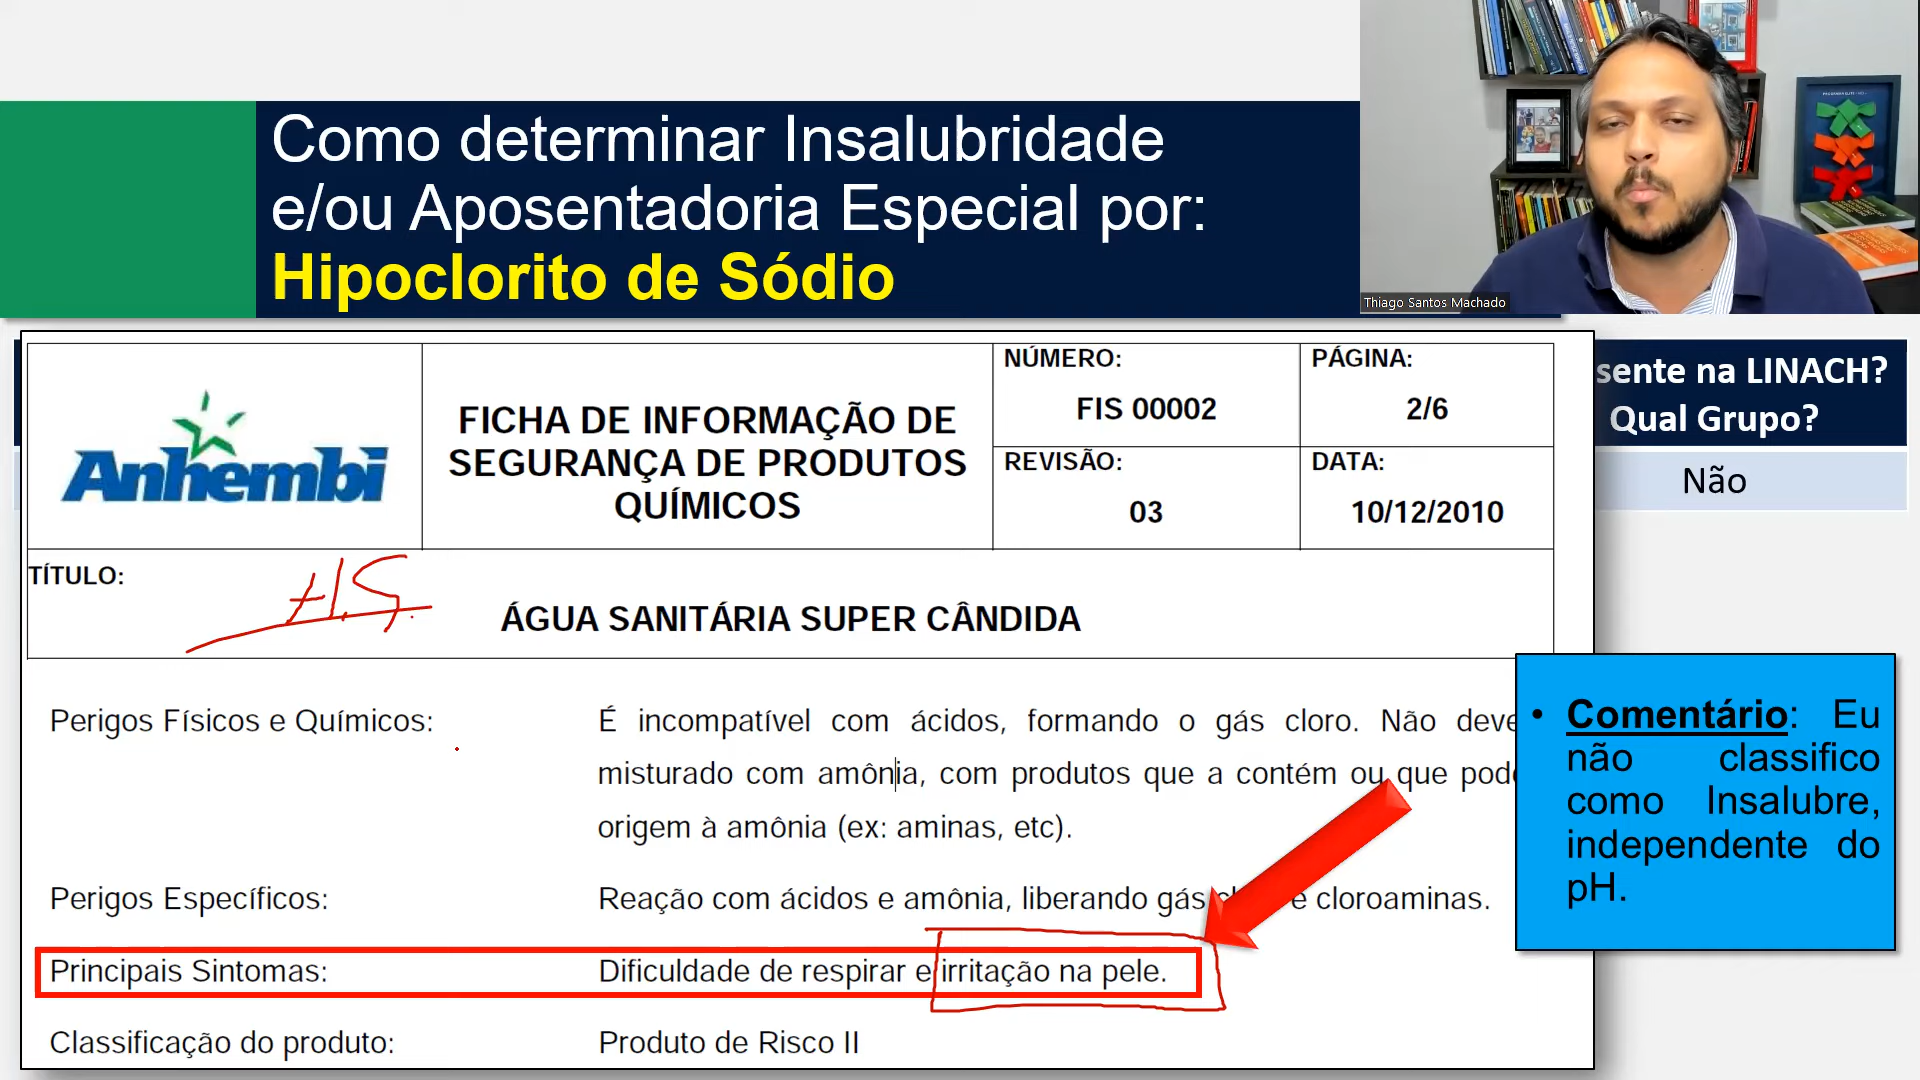 Como determinar Insalubridade
e/ou Aposentadoria Especial por:
Hipoclorito de Sódio
Thiago Santos Machado
sente na LINACH?
Qual Grupo?
Não
Anhembi
FICHA DE INFORMAÇÃO DE
SEGURANÇA DE PRODUTOS
QUÍMICOS
NÚMERO:
FIS 00002
PÁGINA:
2/6
REVISÃO:
03
DATA:
10/12/2010
TÍTULO:
H.S.
ÁGUA SANITÁRIA SUPER CÂNDIDA
Perigos Físicos e Químicos:
É incompatível com ácidos, formando o gás cloro. Não deve
misturado com amônia, com produtos que a contém ou que pod
origem à amônia (ex: aminas, etc).
Perigos Específicos:
Reação com ácidos e amônia, liberando gás e cloroaminas.
Principais Sintomas:
Dificuldade de respirar e irritação na pele.
Classificação do produto:
Produto de Risco II
• Comentário: Eu
não classifico
como Insalubre,
independente do
pH.